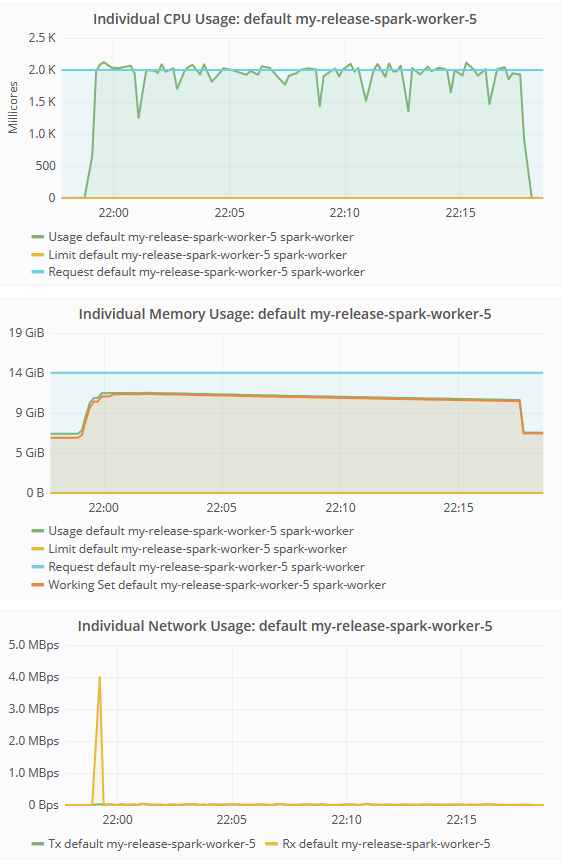 Individual CPU Usage: default my-release-spark-worker-5
2.5 K
2.0 K
1.5 K
1.0 K
500
0
Millicores
22:00 22:05 22:10 22:15
Usage default my-release-spark-worker-5 spark-worker
Limit default my-release-spark-worker-5 spark-worker
Request default my-release-spark-worker-5 spark-worker
Individual Memory Usage: default my-release-spark-worker-5
19 GiB
14 GiB
9 GiB
5 GiB
0 B
22:00 22:05 22:10 22:15
Usage default my-release-spark-worker-5 spark-worker
Limit default my-release-spark-worker-5 spark-worker
Request default my-release-spark-worker-5 spark-worker
Working Set default my-release-spark-worker-5 spark-worker
Individual Network Usage: default my-release-spark-worker-5
5.0 MBps
4.0 MBps
3.0 MBps
2.0 MBps
1.0 MBps
0 Bps
22:00 22:05 22:10 22:15
Tx default my-release-spark-worker-5 Rx default my-release-spark-worker-5